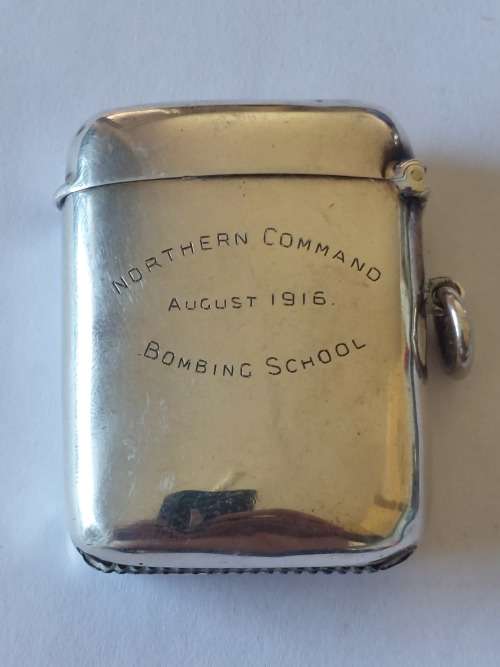 NORTHERN COMMAND
AUGUST 1916.
BOMBING SCHOOL